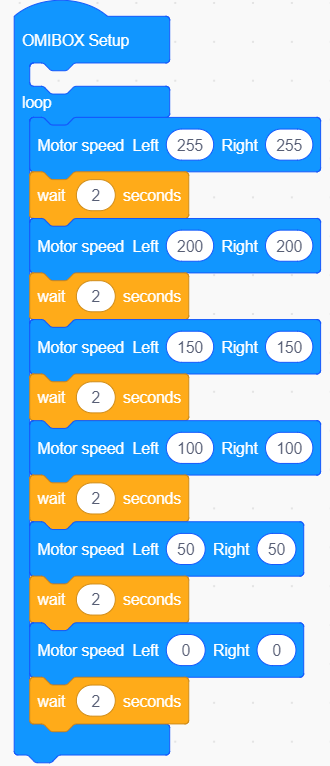 OMIBOX Setup
loop
Motor speed Left 255 Right 255
wait 2 seconds
Motor speed Left 200 Right 200
wait 2 seconds
Motor speed Left 150 Right 150
wait 2 seconds
Motor speed Left 100 Right 100
wait 2 seconds
Motor speed Left 50 Right 50
wait 2 seconds
Motor speed Left 0 Right 0
wait 2 seconds